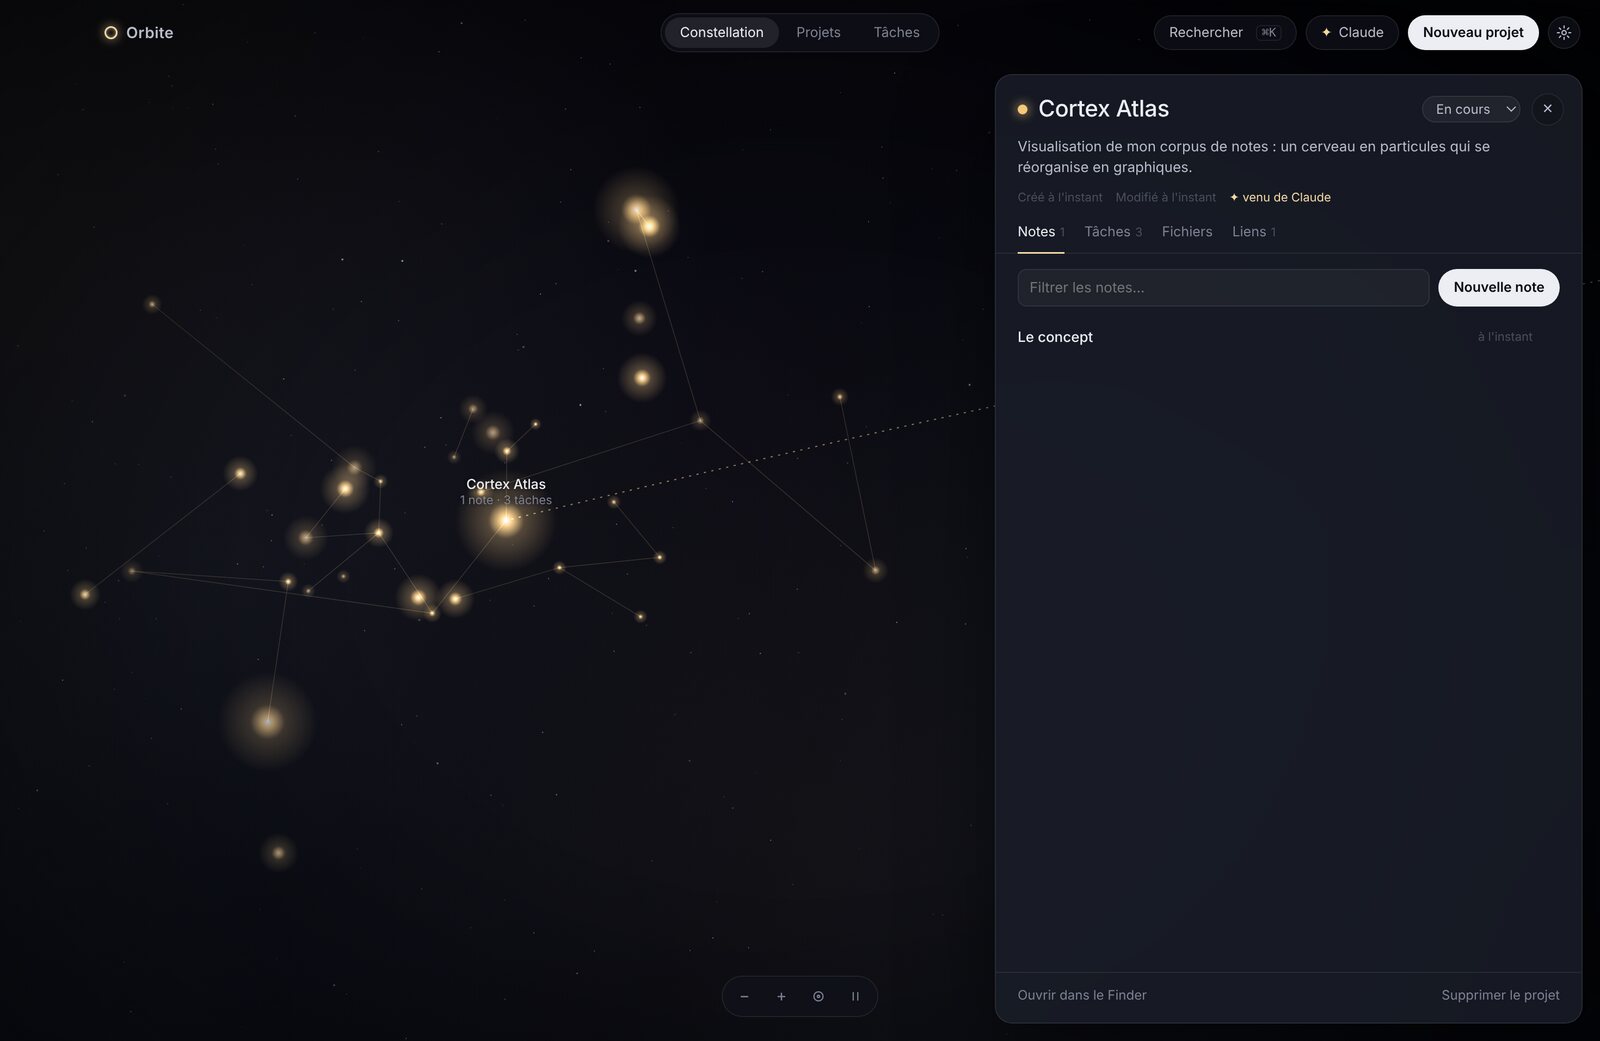 Orbite
Constellation
Projets
Tâches
Rechercher ⌘K
Claude
Nouveau projet
Cortex Atlas
En cours
Visualisation de mon corpus de notes : un cerveau en particules qui se
réorganise en graphiques.
Créé à l'instant
Modifié à l'instant
venu de Claude
Notes 1
Tâches 3
Fichiers
Liens 1
Filtrer les notes...
Nouvelle note
Le concept
à l'instant
Cortex Atlas
1 note · 3 tâches
Ouvrir dans le Finder
Supprimer le projet